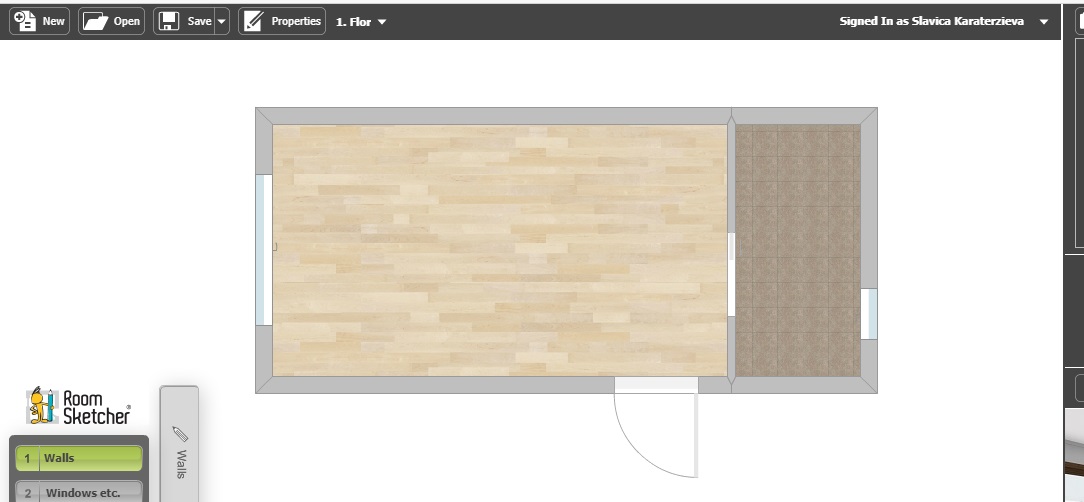 New
Open
Save
Properties
1. Flor
Signed In as Slavica Karaterzieva
Room
Sketcher®
1 Walls
2 Windows etc.
Walls